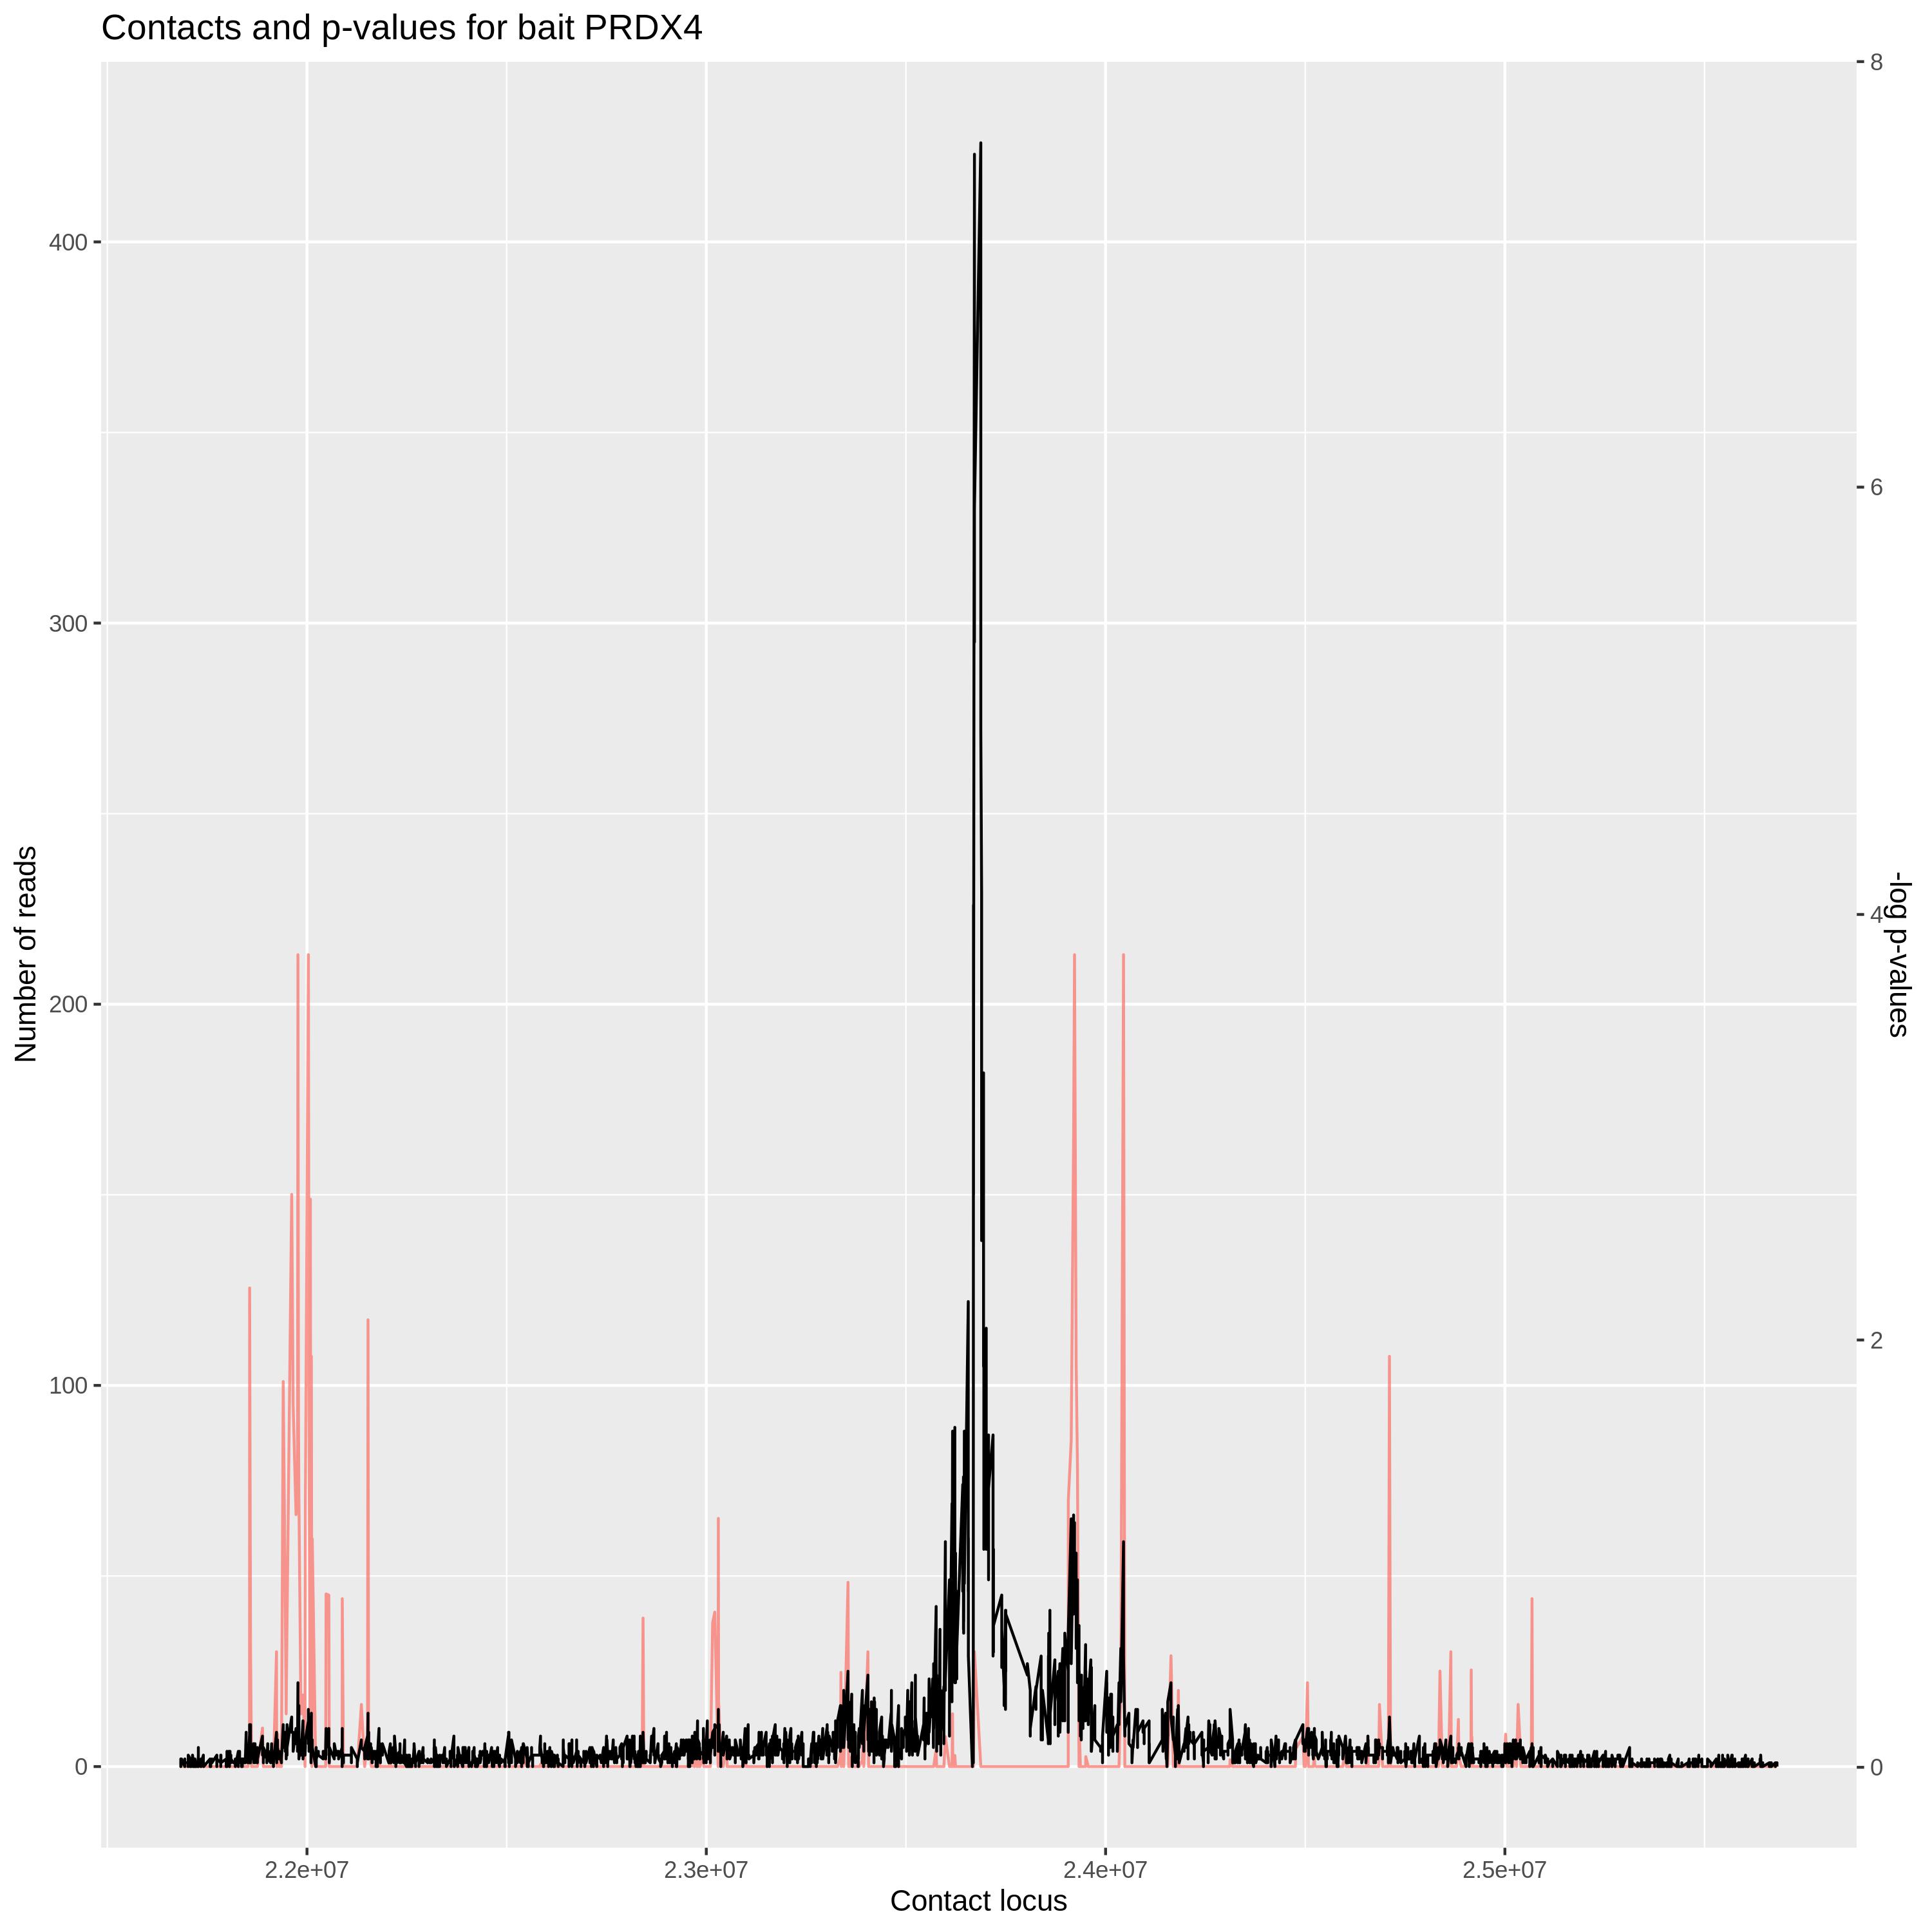 Contacts and p-values for bait PRDX4
8
400
6
300
Number of reads
4
-log p-values
200
2
100
0
0
2.2e+07
2.3e+07
2.4e+07
2.5e+07
Contact locus